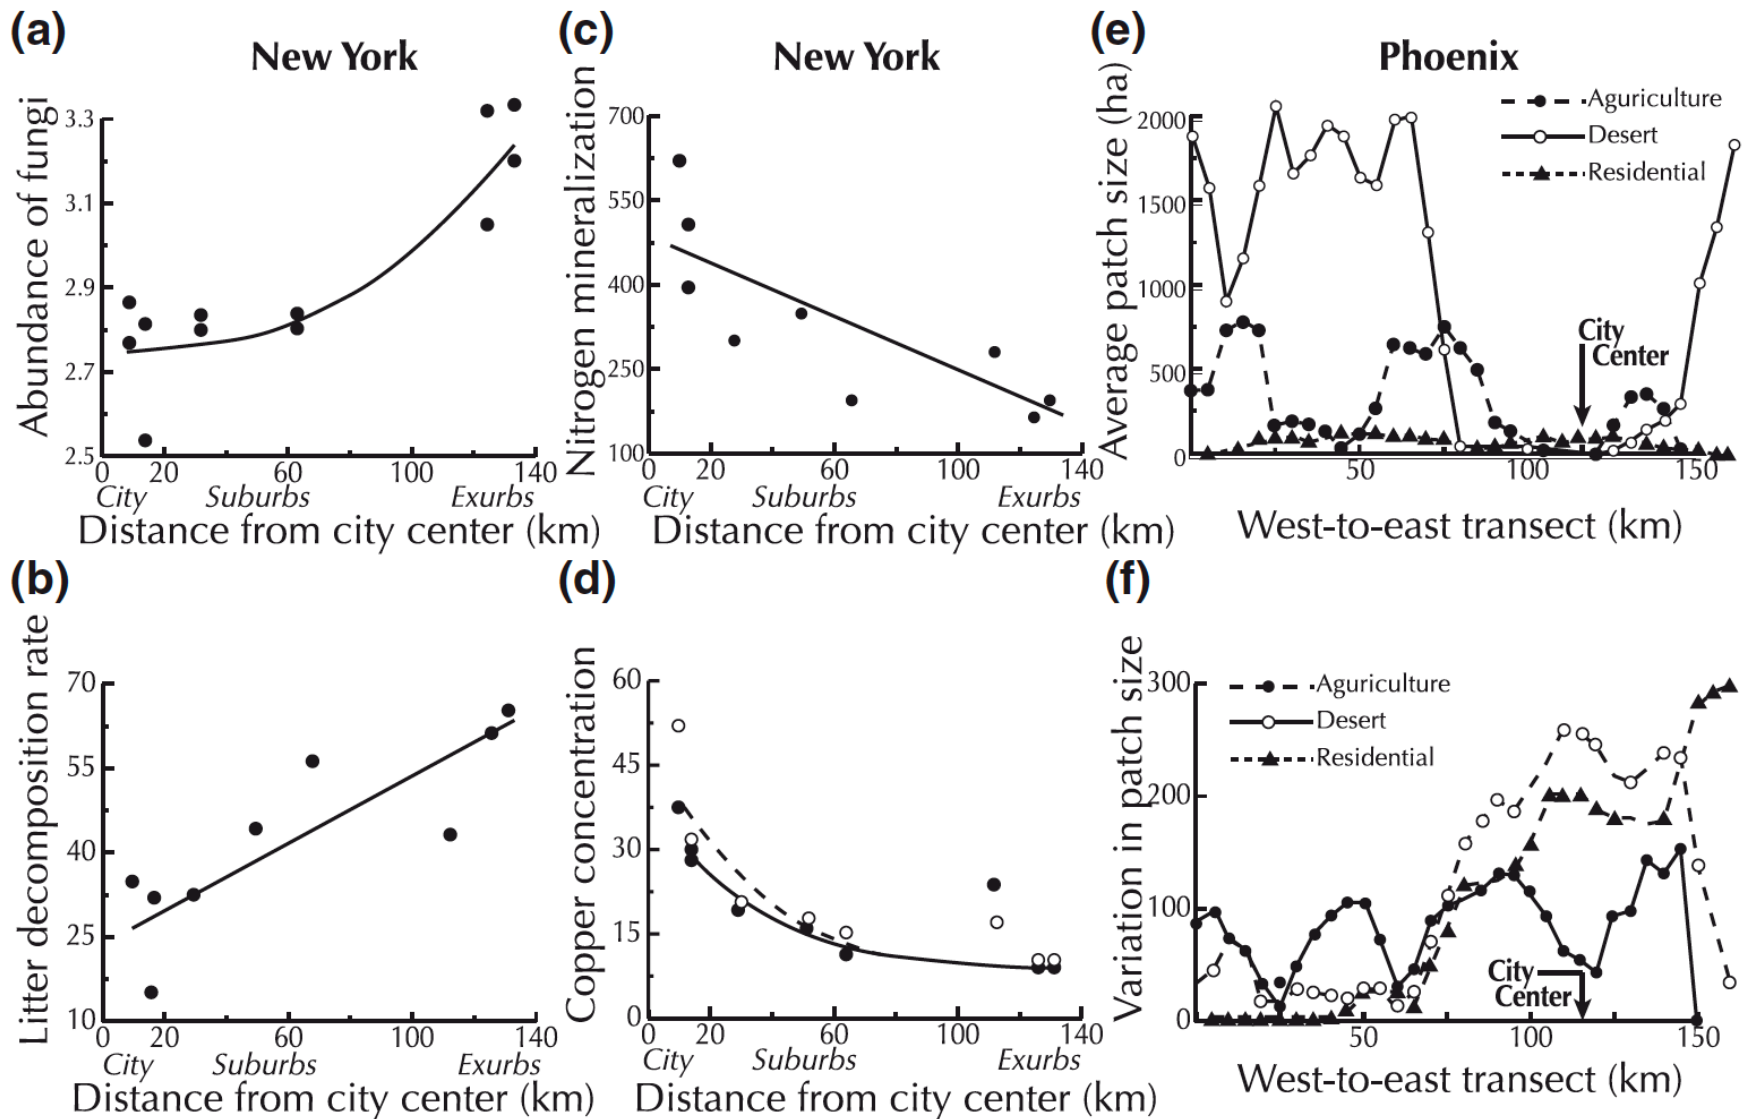 (a)
New York
Abundance of fungi
3.3
3.1
2.9
2.7
2.5
0 20 60 100 140
City Suburbs Exurbs
Distance from city center (km)
(c)
New York
Nitrogen mineralization
700
550
400
250
100
0 20 60 100 140
City Suburbs Exurbs
Distance from city center (km)
(e)
Phoenix
Average patch size (ha)
Aguriculture
Desert
Residential
2000
1500
1000
500
0
City
Center
50 100 150
West-to-east transect (km)
(b)
Litter decomposition rate
70
55
40
25
10
0 20 60 100 140
City Suburbs Exurbs
Distance from city center (km)
(d)
Copper concentration
60
45
30
15
0
0 20 60 100 140
City Suburbs Exurbs
Distance from city center (km)
(f)
Variation in patch size
Aguriculture
Desert
Residential
300
200
100
0
City
Center
50 100 150
West-to-east transect (km)